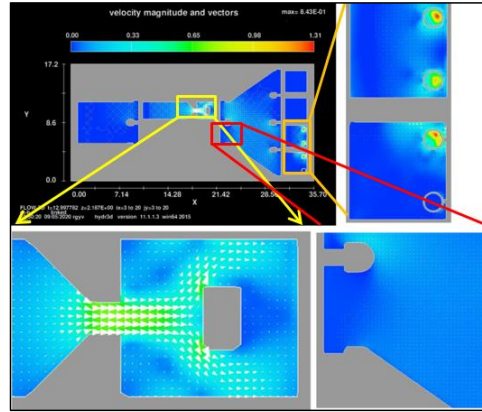 velocity magnitude and vectors
max= 8.43E-01
0.00 0.33 0.65 0.98 1.31
17.2
Y 8.6
0.0
0.00 7.14 14.28 21.42 28.56 35.70
X
linked
hydr3d version 11.1.1.3 win64 2015